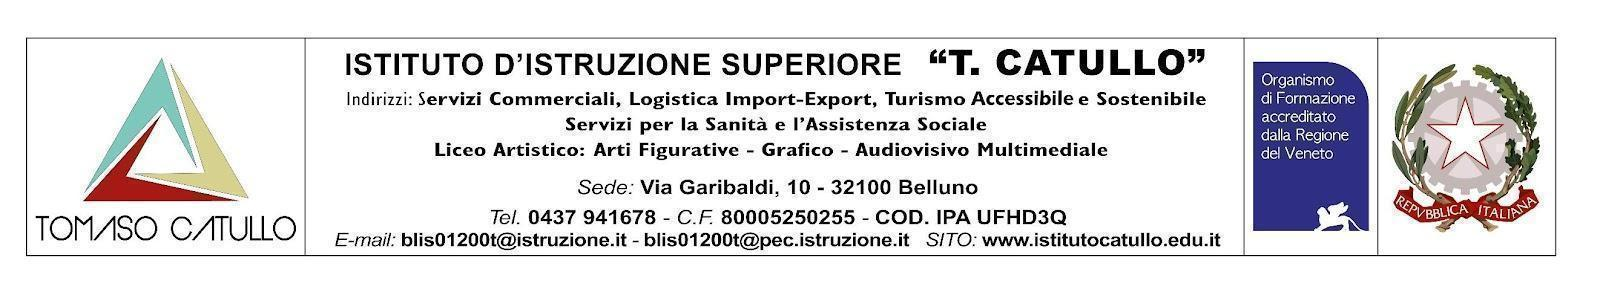 TOMASO CATULLO
ISTITUTO D'ISTRUZIONE SUPERIORE “T. CATULLO”
Indirizzi: Servizi Commerciali, Logistica Import-Export, Turismo Accessibile e Sostenibile
Servizi per la Sanità e l'Assistenza Sociale
Liceo Artistico: Arti Figurative - Grafico - Audiovisivo Multimediale
Sede: Via Garibaldi, 10 - 32100 Belluno
Tel. 0437 941678 - C.F. 80005250255 - COD. IPA UFHD3Q
E-mail: blis01200t@istruzione.it - blis01200t@pec.istruzione.it SITO: www.istitutocatullo.edu.it
Organismo
di Formazione
accreditato
dalla Regione
del Veneto
REPVBBLICA ITALIANA